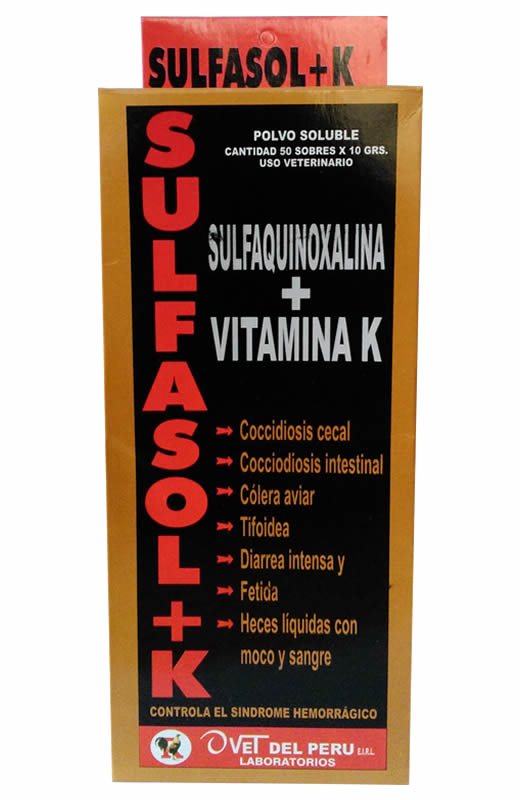 SULFASOL+K
SULFASOL+K
POLVO SOLUBLE
CANTIDAD 50 SOBRES X 10 GRS.
USO VETERINARIO
SULFAQUINOXALINA
+
VITAMINA K
Coccidiosis cecal
Cocciodiosis intestinal
Cólera aviar
Tifoidea
Diarrea intensa y
Fetida
Heces líquidas con
moco y sangre
CONTROLA EL SINDROME HEMORRÁGICO
OVET DEL PERU E.I.R.L.
LABORATORIOS